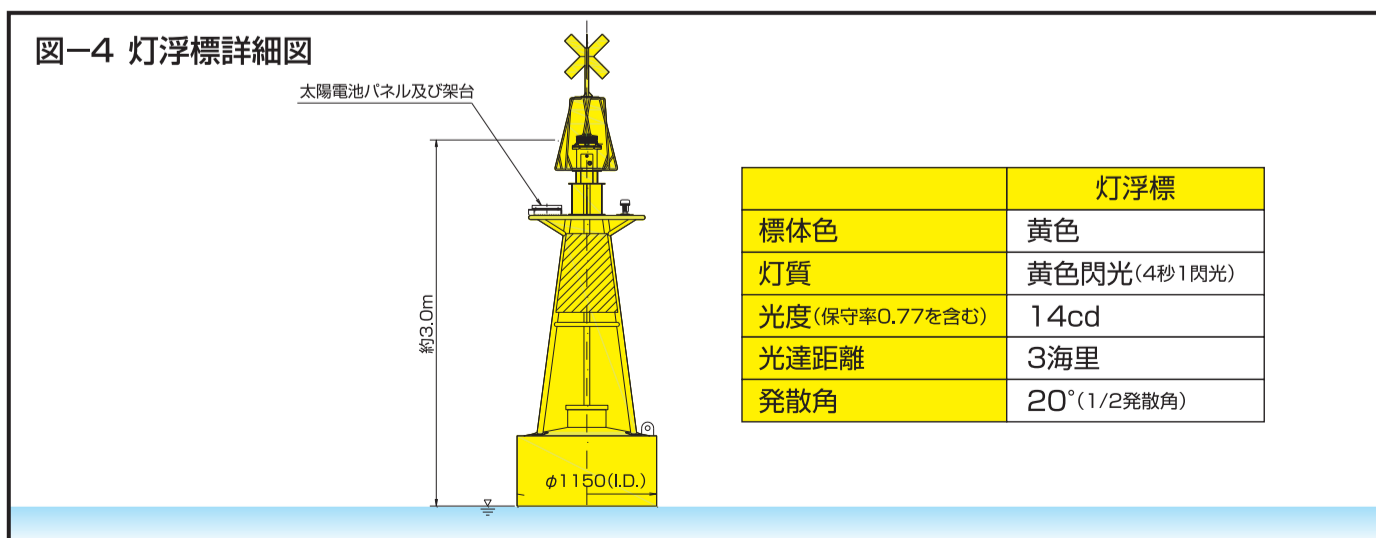 図－4 灯浮標詳細図
太陽電池パネル及び架台
約3.0m
φ1150(I.D.)
灯浮標
標体色 黄色
灯質 黄色閃光(4秒1閃光)
光度(保守率0.77を含む) 14cd
光達距離 3海里
発散角 20°(1/2発散角)